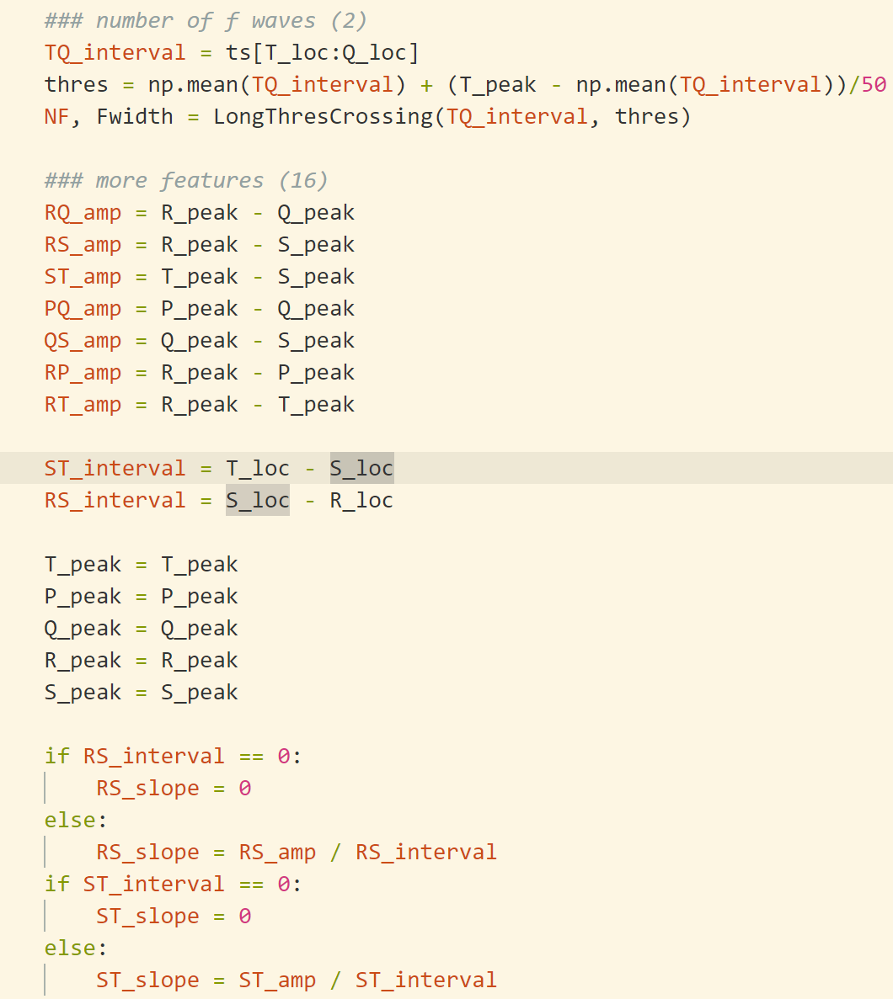 ### number of f waves (2)
TQ_interval = ts[T_loc:Q_loc]
thres = np.mean(TQ_interval) + (T_peak - np.mean(TQ_interval))/50
NF, Fwidth = LongThresCrossing(TQ_interval, thres)
### more features (16)
RQ_amp = R_peak - Q_peak
RS_amp = R_peak - S_peak
ST_amp = T_peak - S_peak
PQ_amp = P_peak - Q_peak
QS_amp = Q_peak - S_peak
RP_amp = R_peak - P_peak
RT_amp = R_peak - T_peak
ST_interval = T_loc - S_loc
RS_interval = S_loc - R_loc
T_peak = T_peak
P_peak = P_peak
Q_peak = Q_peak
R_peak = R_peak
S_peak = S_peak
if RS_interval == 0:
    RS_slope = 0
else:
    RS_slope = RS_amp / RS_interval
if ST_interval == 0:
    ST_slope = 0
else:
    ST_slope = ST_amp / ST_interval